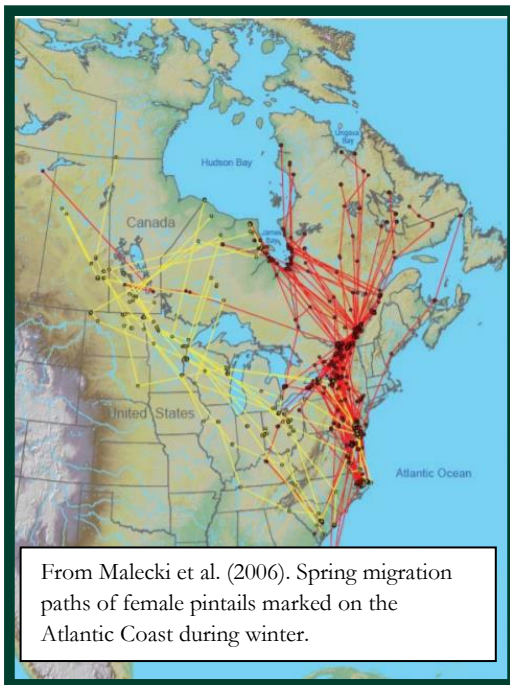 Ungava
Bay
Hudson Bay
James
Bay
Canada
United States
Atlantic Ocean
From Malecki et al. (2006). Spring migration
paths of female pintails marked on the
Atlantic Coast during winter.